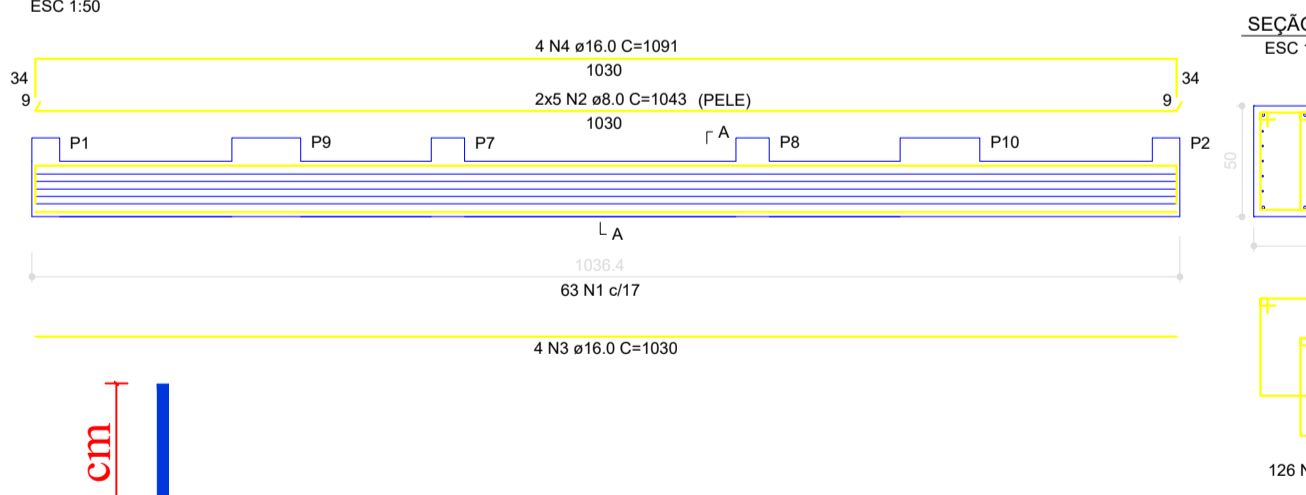 ESC 1:50
4 N4 ø16.0 C=1091
1030
34
34
9
2x5 N2 ø8.0 C=1043 (PELE)
9
1030
P1
P9
P7
A
P8
P10
P2
A
1036.4
63 N1 c/17
4 N3 ø16.0 C=1030
cm
ESC
50
126